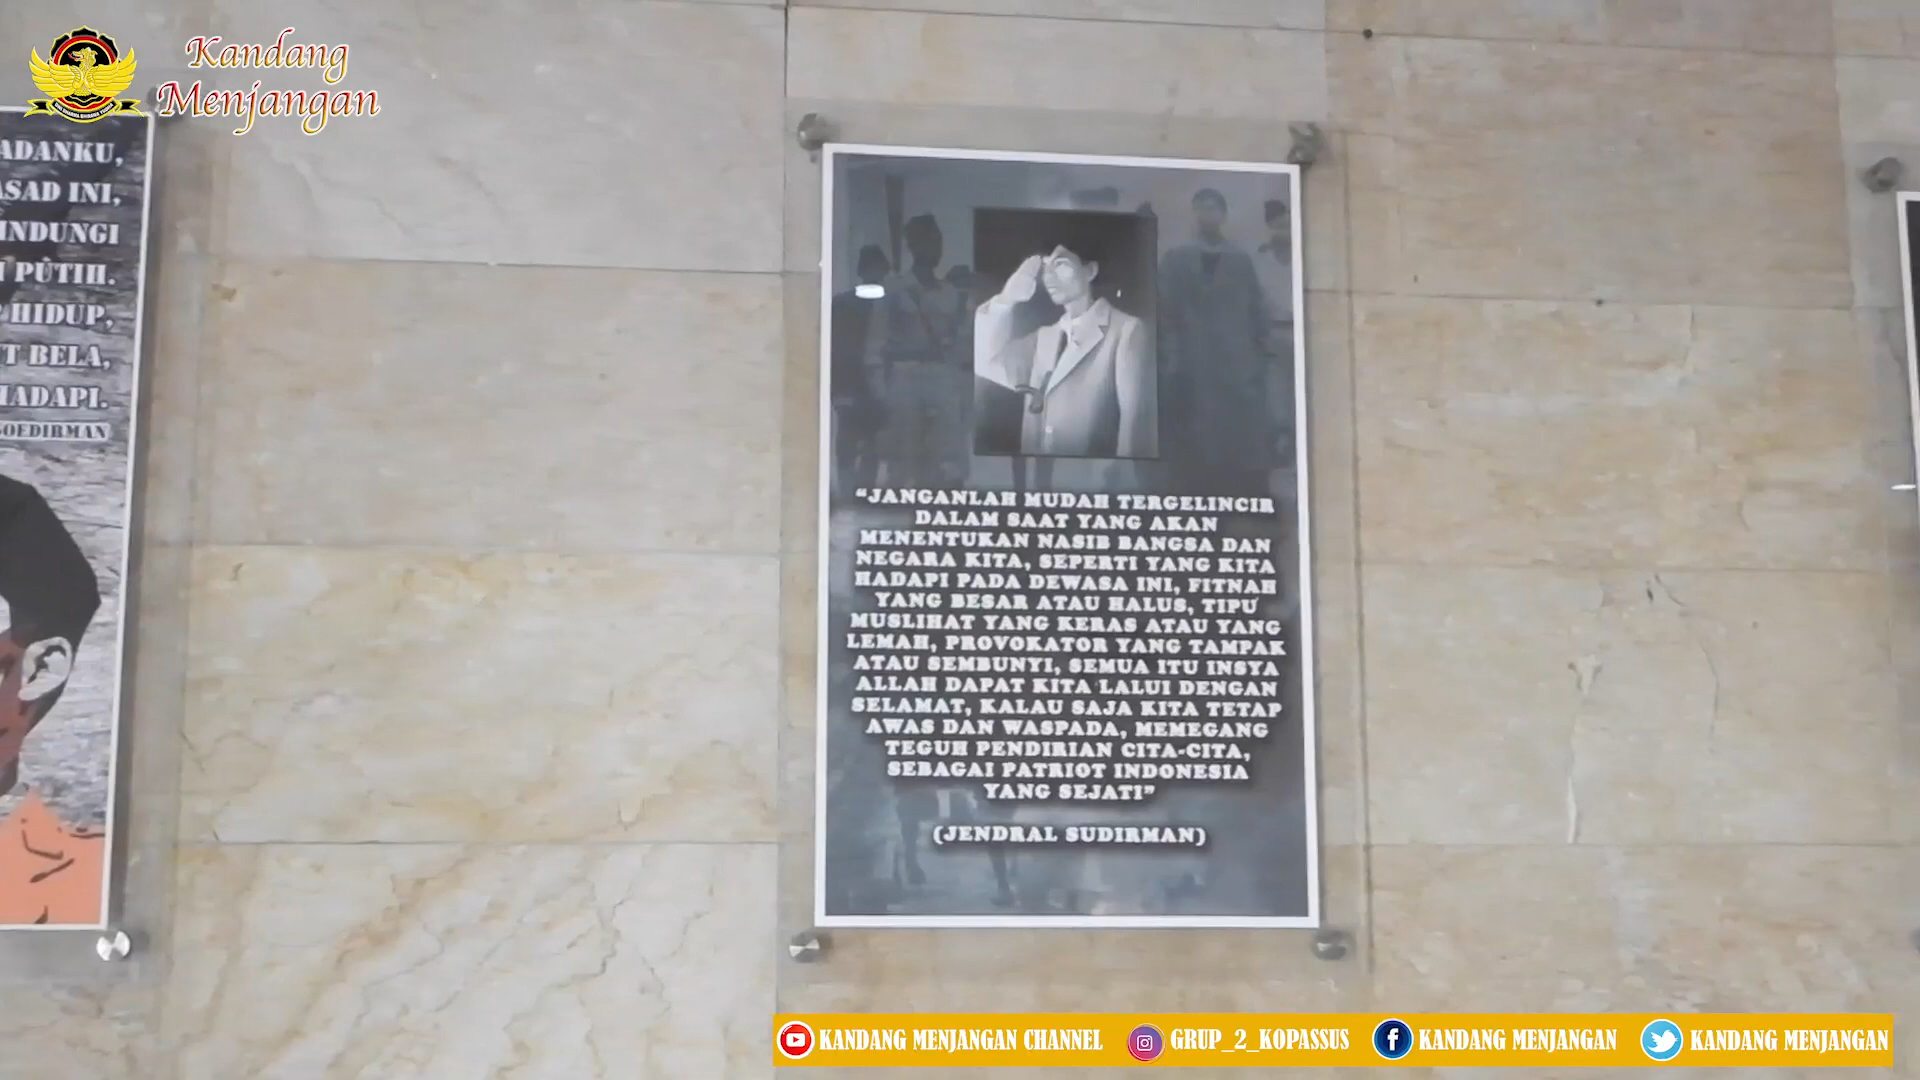 Kandang
Menjangan
ADANKU,
ASAD INI,
INDUNGI
PUTIH.
HIDUP,
T BELA,
HADAPI.
SOEDIRMAN
“JANGANLAH MUDAH TERGELINCIR
DALAM SAAT YANG AKAN
MENENTUKAN NASIB BANGSA DAN
NEGARA KITA, SEPERTI YANG KITA
HADAPI PADA DEWASA INI, FITNAH
YANG BESAR ATAU HALUS, TIPU
MUSLIHAT YANG KERAS ATAU YANG
LEMAH, PROVOKATOR YANG TAMPAK
ATAU SEMBUNYI, SEMUA ITU INSYA
ALLAH DAPAT KITA LALUI DENGAN
SELAMAT, KALAU SAJA KITA TETAP
AWAS DAN WASPADA, MEMEGANG
TEGUH PENDIRIAN CITA-CITA,
SEBAGAI PATRIOT INDONESIA
YANG SEJATI”
(JENDRAL SUDIRMAN)
KANDANG MENJANGAN CHANNEL GRUP_2_KOPASSUS KANDANG MENJANGAN KANDANG MENJANGAN